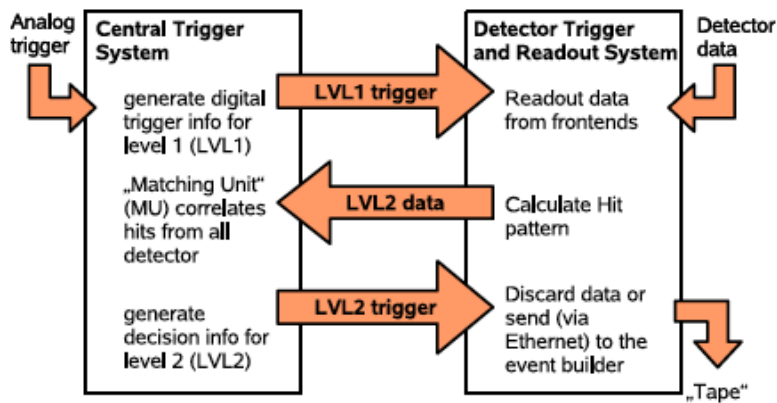 Analog
trigger
Central Trigger
System
generate digital
trigger info for
level 1 (LVL1)
„Matching Unit“
(MU) correlates
hits from all
detector
generate
decision info for
level 2 (LVL2)
LVL1 trigger
LVL2 data
LVL2 trigger
Detector Trigger
and Readout System
Readout data
from frontends
Calculate Hit
pattern
Discard data or
send (via
Ethernet) to the
event builder
Detector
data
„Tape“